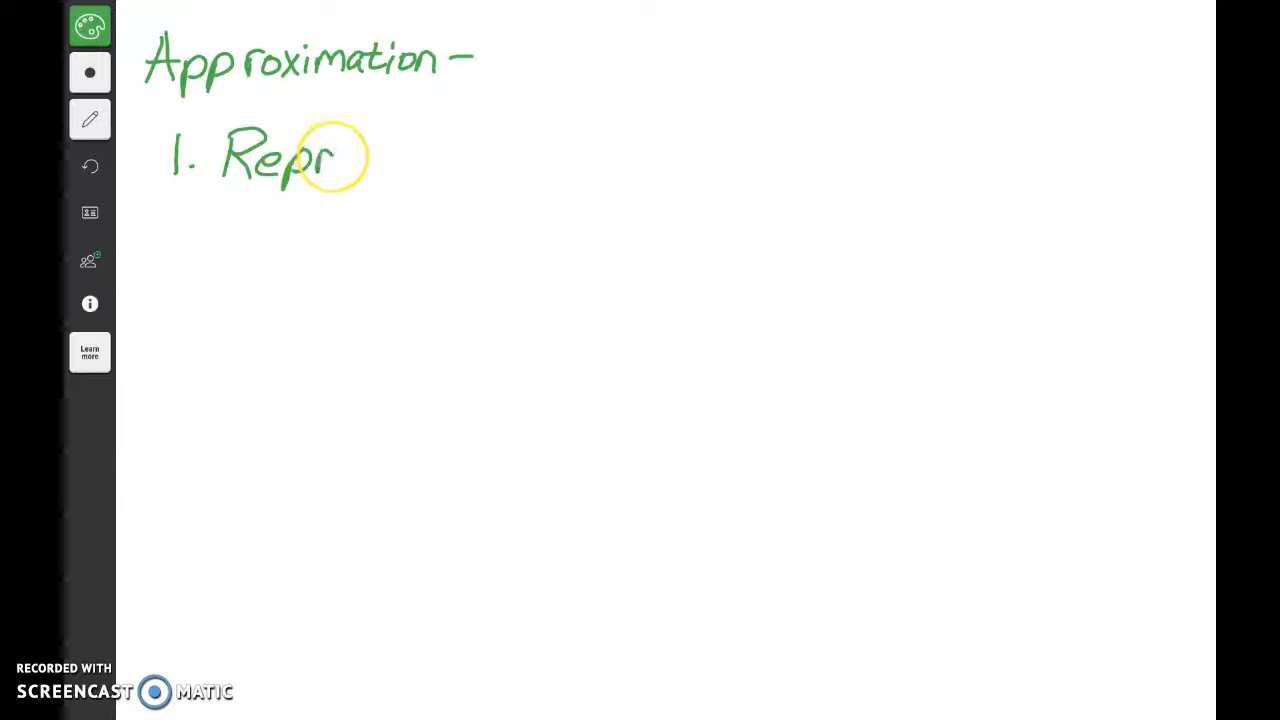 Approximation -
1. Repr
Learn
more
RECORDED WITH
SCREENCAST MATIC